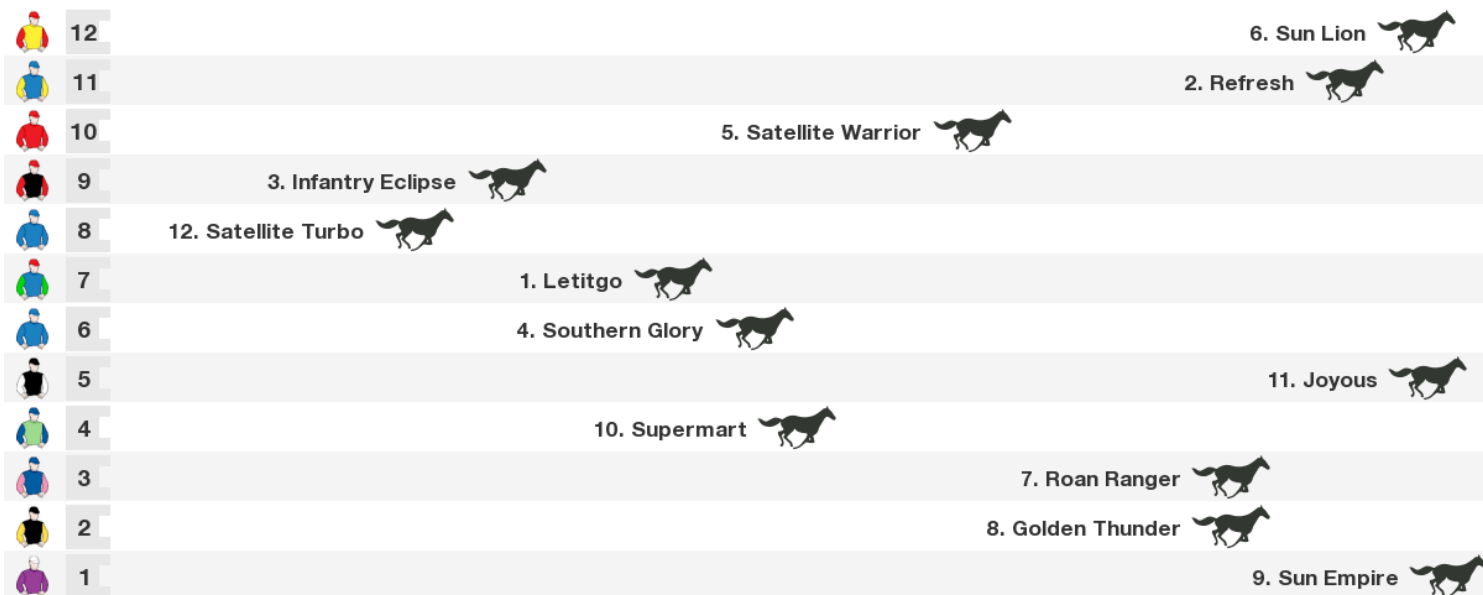 12 6. Sun Lion
11 2. Refresh
10 5. Satellite Warrior
9 3. Infantry Eclipse
8 12. Satellite Turbo
7 1. Letitgo
6 4. Southern Glory
5 11. Joyous
4 10. Supermart
3 7. Roan Ranger
2 8. Golden Thunder
1 9. Sun Empire